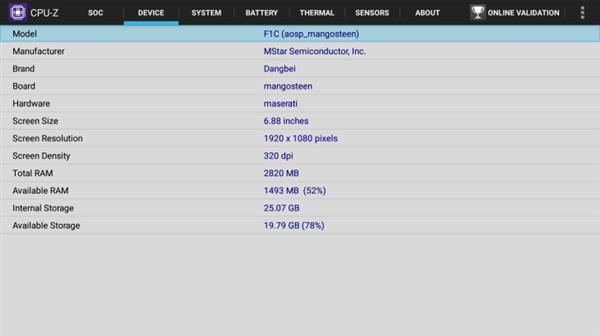 CPU-Z SOC DEVICE SYSTEM BATTERY THERMAL SENSORS ABOUT ONLINE VALIDATION
Model F1C (aosp_mangosteen)
Manufacturer MStar Semiconductor, Inc.
Brand Dangbei
Board mangosteen
Hardware maserati
Screen Size 6.88 inches
Screen Resolution 1920 x 1080 pixels
Screen Density 320 dpi
Total RAM 2820 MB
Available RAM 1493 MB (52%)
Internal Storage 25.07 GB
Available Storage 19.79 GB (78%)